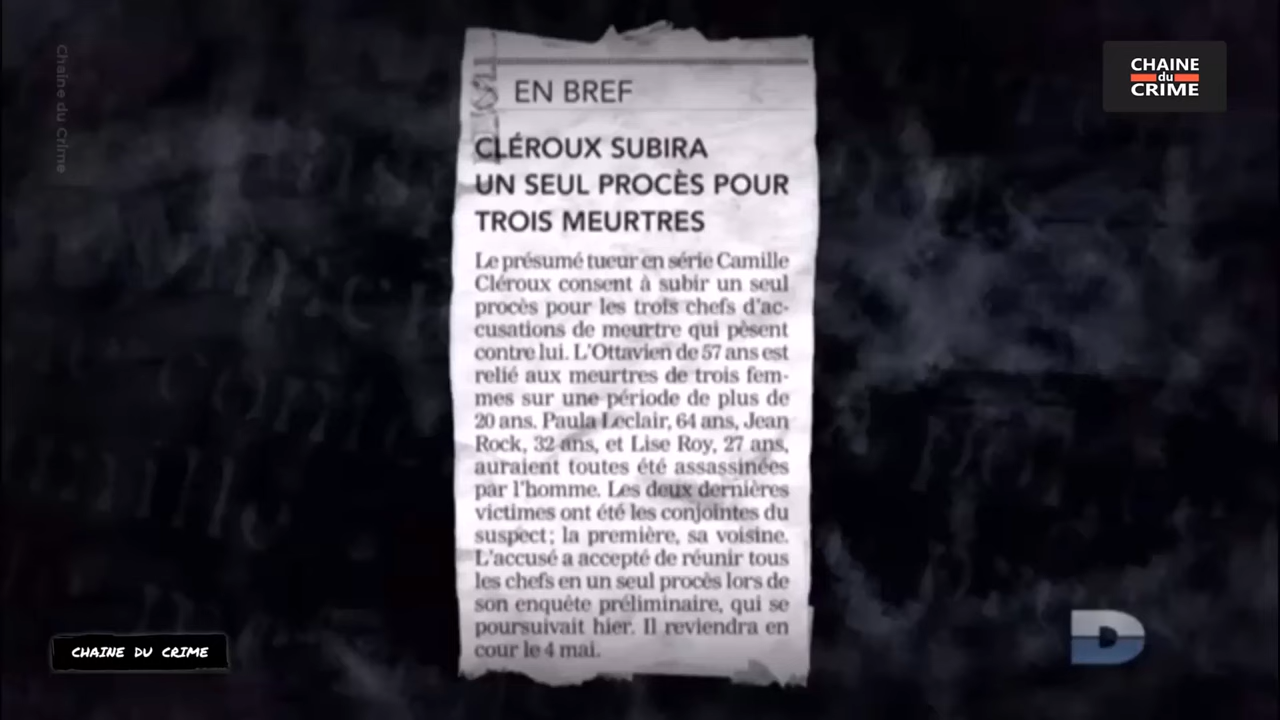 Chaine du Crime
CHAINE
du
CRIME
EN BREF
CLÉROUX SUBIRA
UN SEUL PROCÈS POUR
TROIS MEURTRES
Le présumé tueur en série Camille
Cléroux consent à subir un seul
procès pour les trois chefs d'ac-
cusations de meurtre qui pèsent
contre lui. L'Ottavien de 57 ans est
relié aux meurtres de trois fem-
mes sur une période de plus de
20 ans. Paula Leclair, 64 ans, Jean
Rock, 32 ans, et Lise Roy, 27 ans,
auraient toutes été assassinées
par l'homme. Les deux dernières
victimes ont été les conjointes du
suspect; la première, sa voisine.
L'accusé a accepté de réunir tous
les chefs en un seul procès lors de
son enquête préliminaire, qui se
poursuivait hier. Il reviendra en
cour le 4 mai.
CHAINE DU CRIME
D